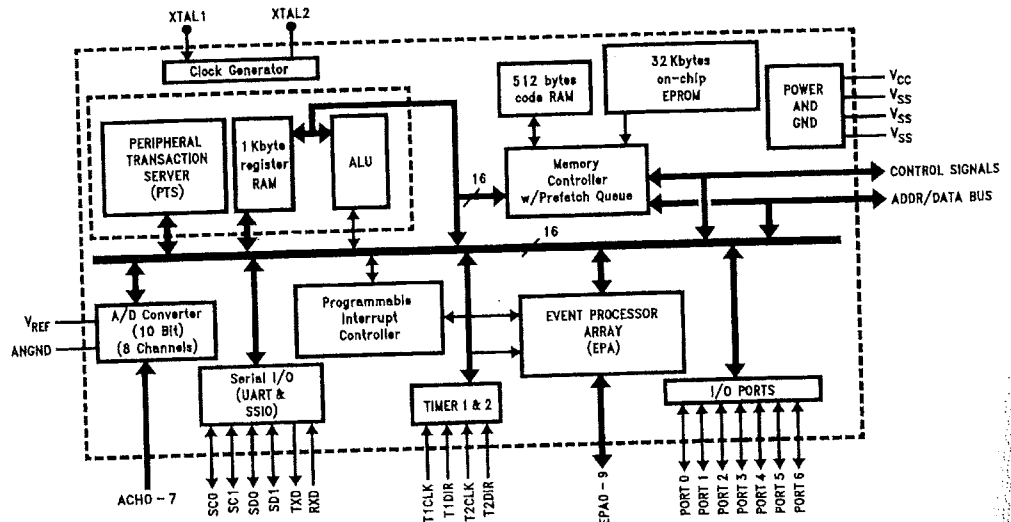 XTAL1
XTAL2
Clock Generator
512 bytes
code RAM
32 Kbytes
on-chip
EPROM
POWER
AND
GND
VCC
VSS
VSS
VSS
PERIPHERAL
TRANSACTION
SERVER
(PTS)
1 Kbyte
register
RAM
ALU
16
Memory
Controller
w/Prefatch Queue
CONTROL SIGNALS
ADDR/DATA BUS
16
VREF
ANGND
A/D Converter
(10 Bit)
(8 Channels)
Programmable
Interrupt
Controller
EVENT PROCESSOR
ARRAY
(EPA)
Serial I/O
(UART &
SSIO)
TIMER 1 & 2
I/O PORTS
ACH0-7
SC0
SC1
SD0
SD1
TXD
RXD
T1CLK
T1DIR
T2CLK
T2DIR
EPA0-9
PORT 0
PORT 1
PORT 2
PORT 3
PORT 4
PORT 5
PORT 6